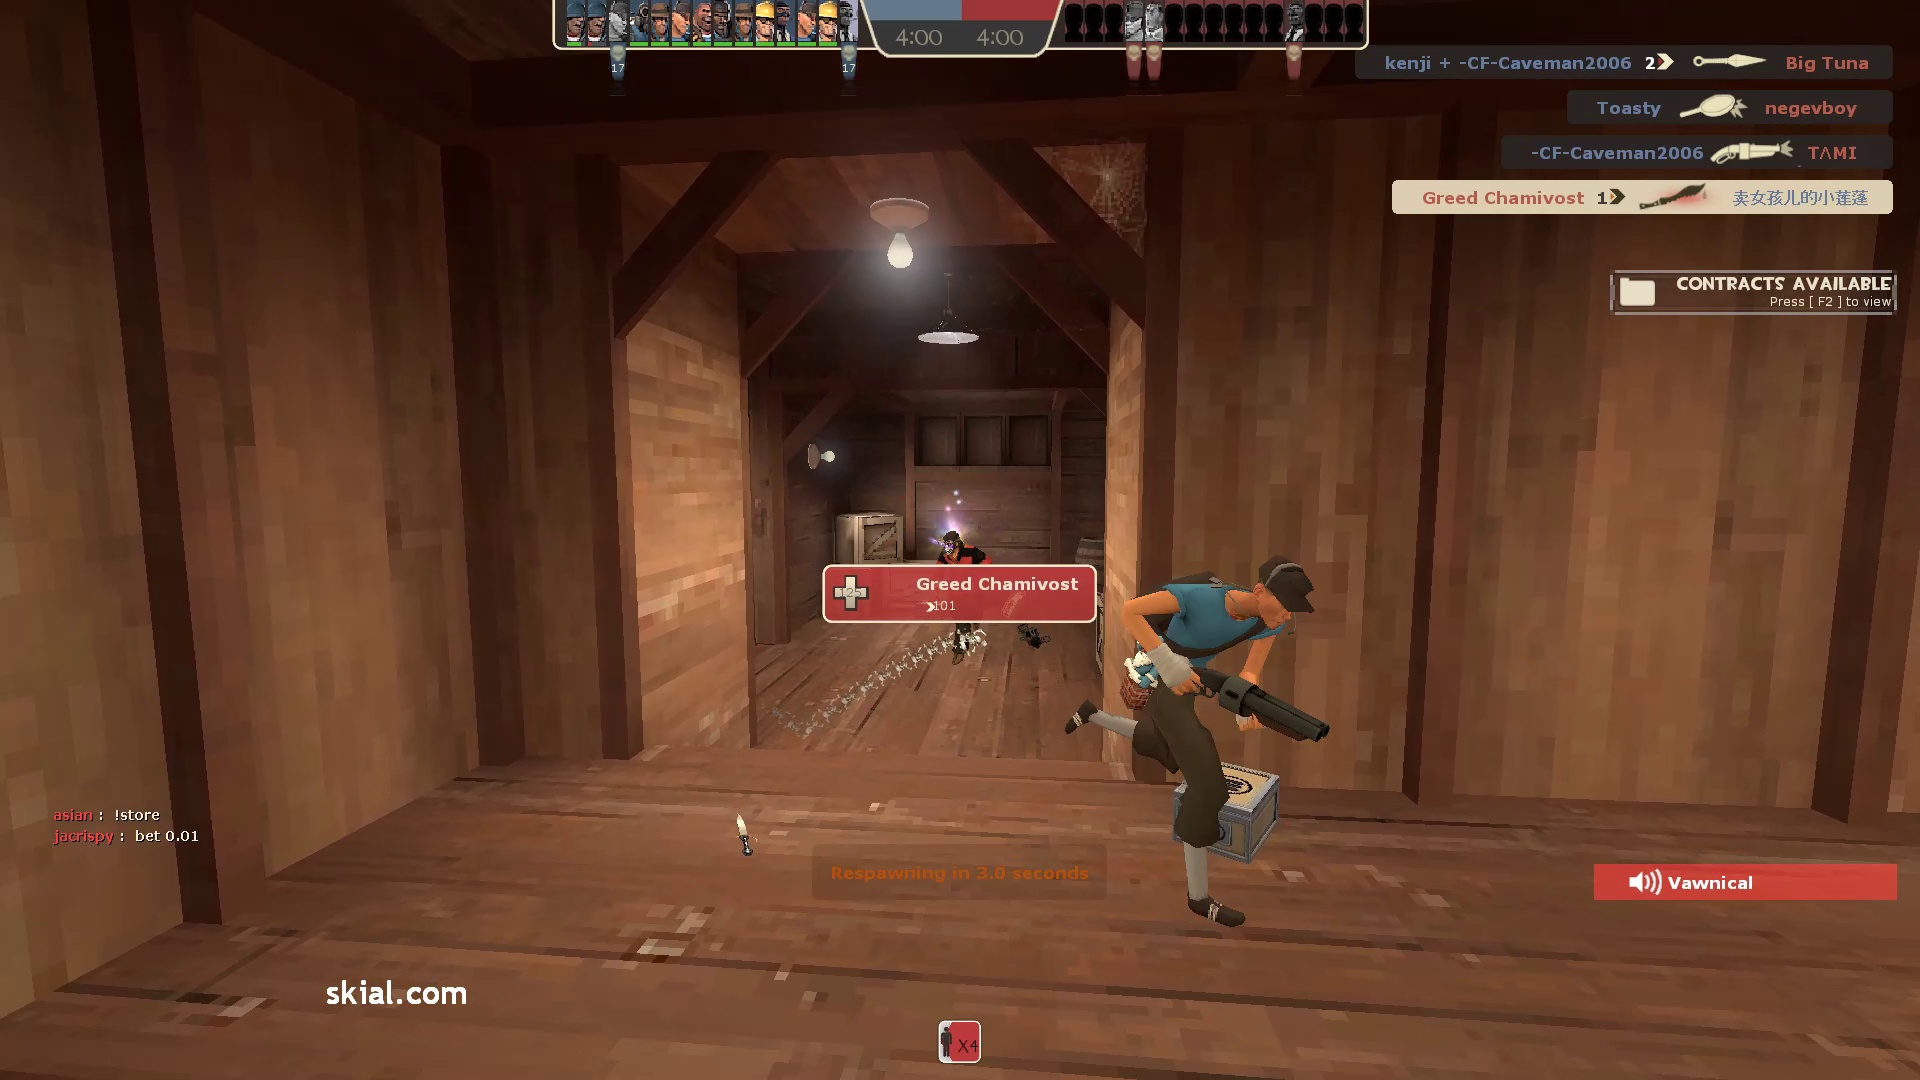 4:00 4:00
17
17
kenji + -CF-Caveman2006 2 Big Tuna
Toasty negevboy
-CF-Caveman2006 TΛMI
Greed Chamivost 1 卖女孩儿的小莲蓬
CONTRACTS AVAILABLE
Press [ F2 ] to view
125
Greed Chamivost
101
asian : !store
jacrispy : bet 0.01
Respawning in 3.0 seconds
Vawnical
skial.com
X4